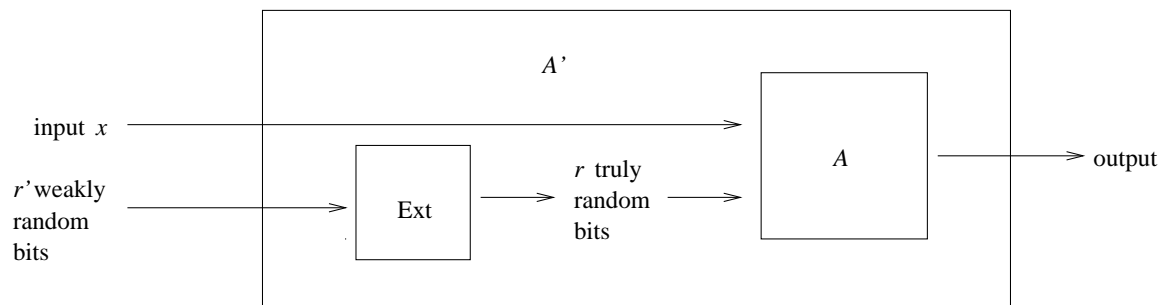 A’
input x
r’ weakly
random
bits
Ext
r truly
random
bits
A
output